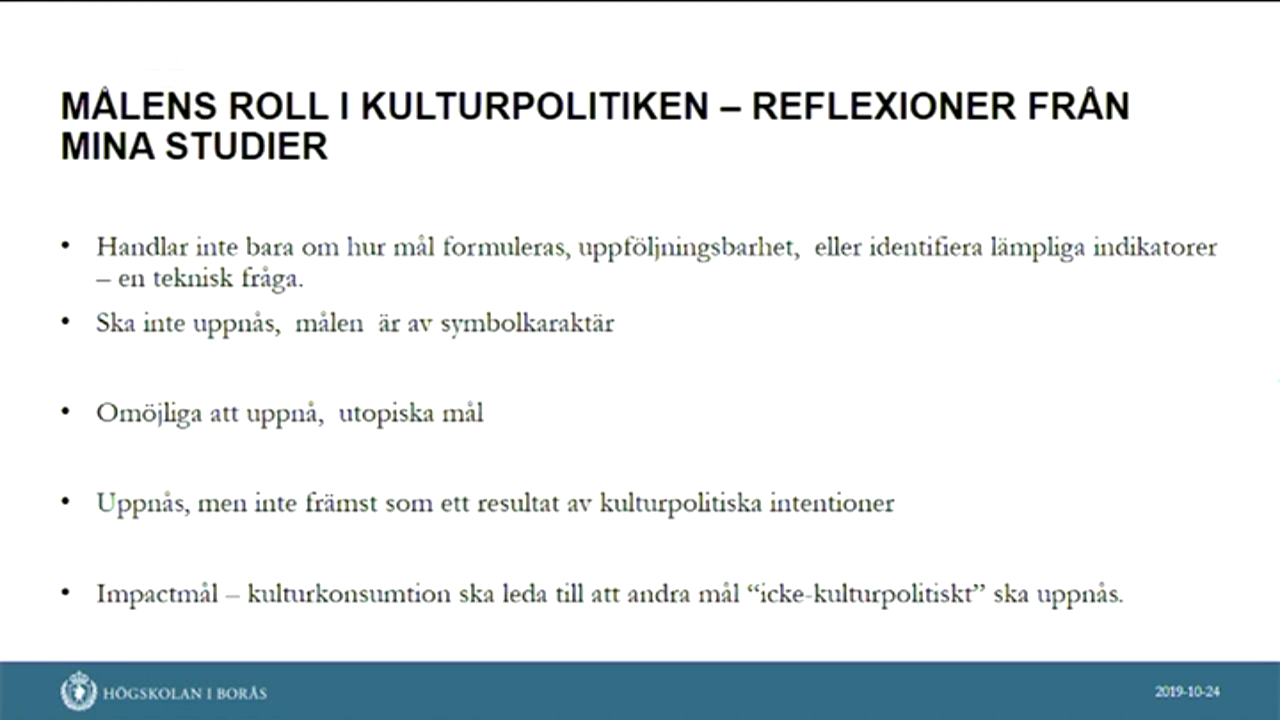 MÅLENS ROLL I KULTURPOLITIKEN – REFLEXIONER FRÅN
MINA STUDIER
• Handlar inte bara om hur mål formuleras, uppföljningsbarhet,  eller identifiera lämpliga indikatorer
– en teknisk fråga.
• Ska inte uppnås,  målen  är av symbolkaraktär
• Omöjliga att uppnå,  utopiska mål
• Uppnås, men inte främst som ett resultat av kulturpolitiska intentioner
• Impactmål – kulturkonsumtion ska leda till att andra mål “icke-kulturpolitiskt” ska uppnås.
HÖGSKOLAN I BORÅS
2019-10-24